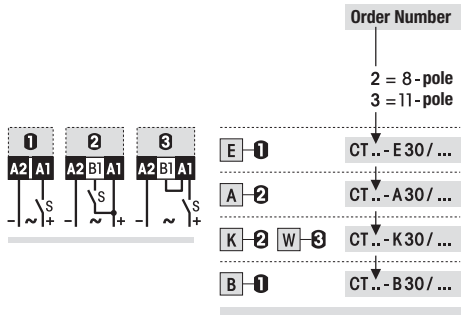 Order Number
2 = 8-pole
3 = 11-pole
1 2 3
A2 A1 A2 B1 A1 A2 B1 A1
S S S
– ~ + – ~ + – ~ +
E 1 CT..-E30/...
A 2 CT..-A30/...
K 2 W 3 CT..-K30/...
B 1 CT..-B30/...